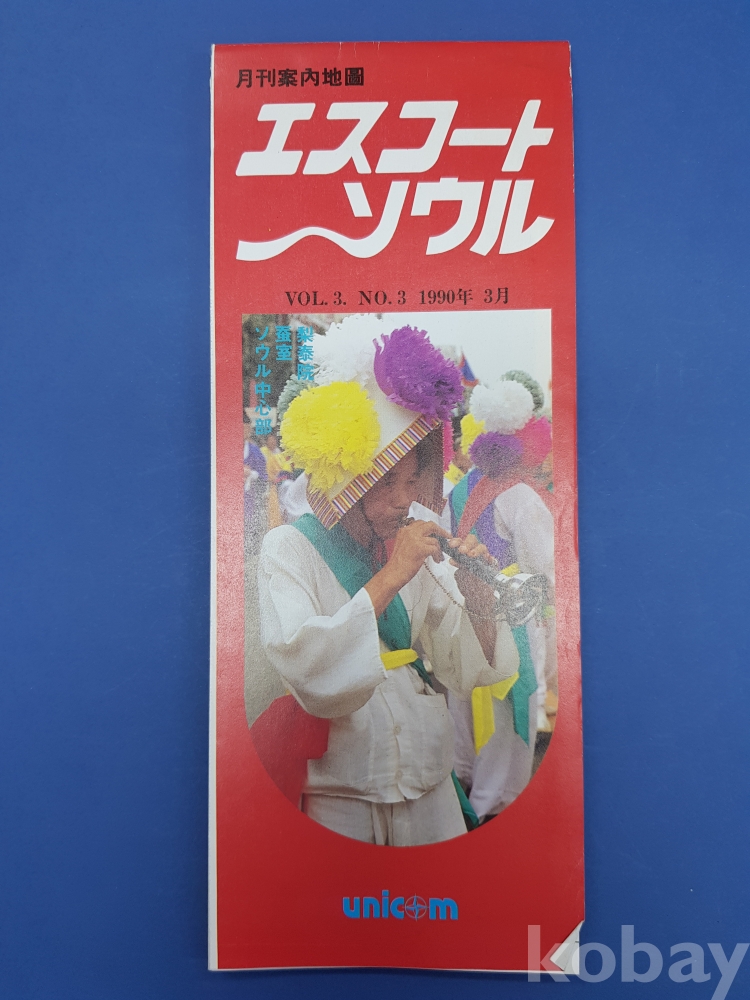 月刊案內地圖
エスコート
ソウル
VOL. 3. NO. 3 1990年 3月
梨泰院
蚕室
ソウル中心部
unicom
kobay